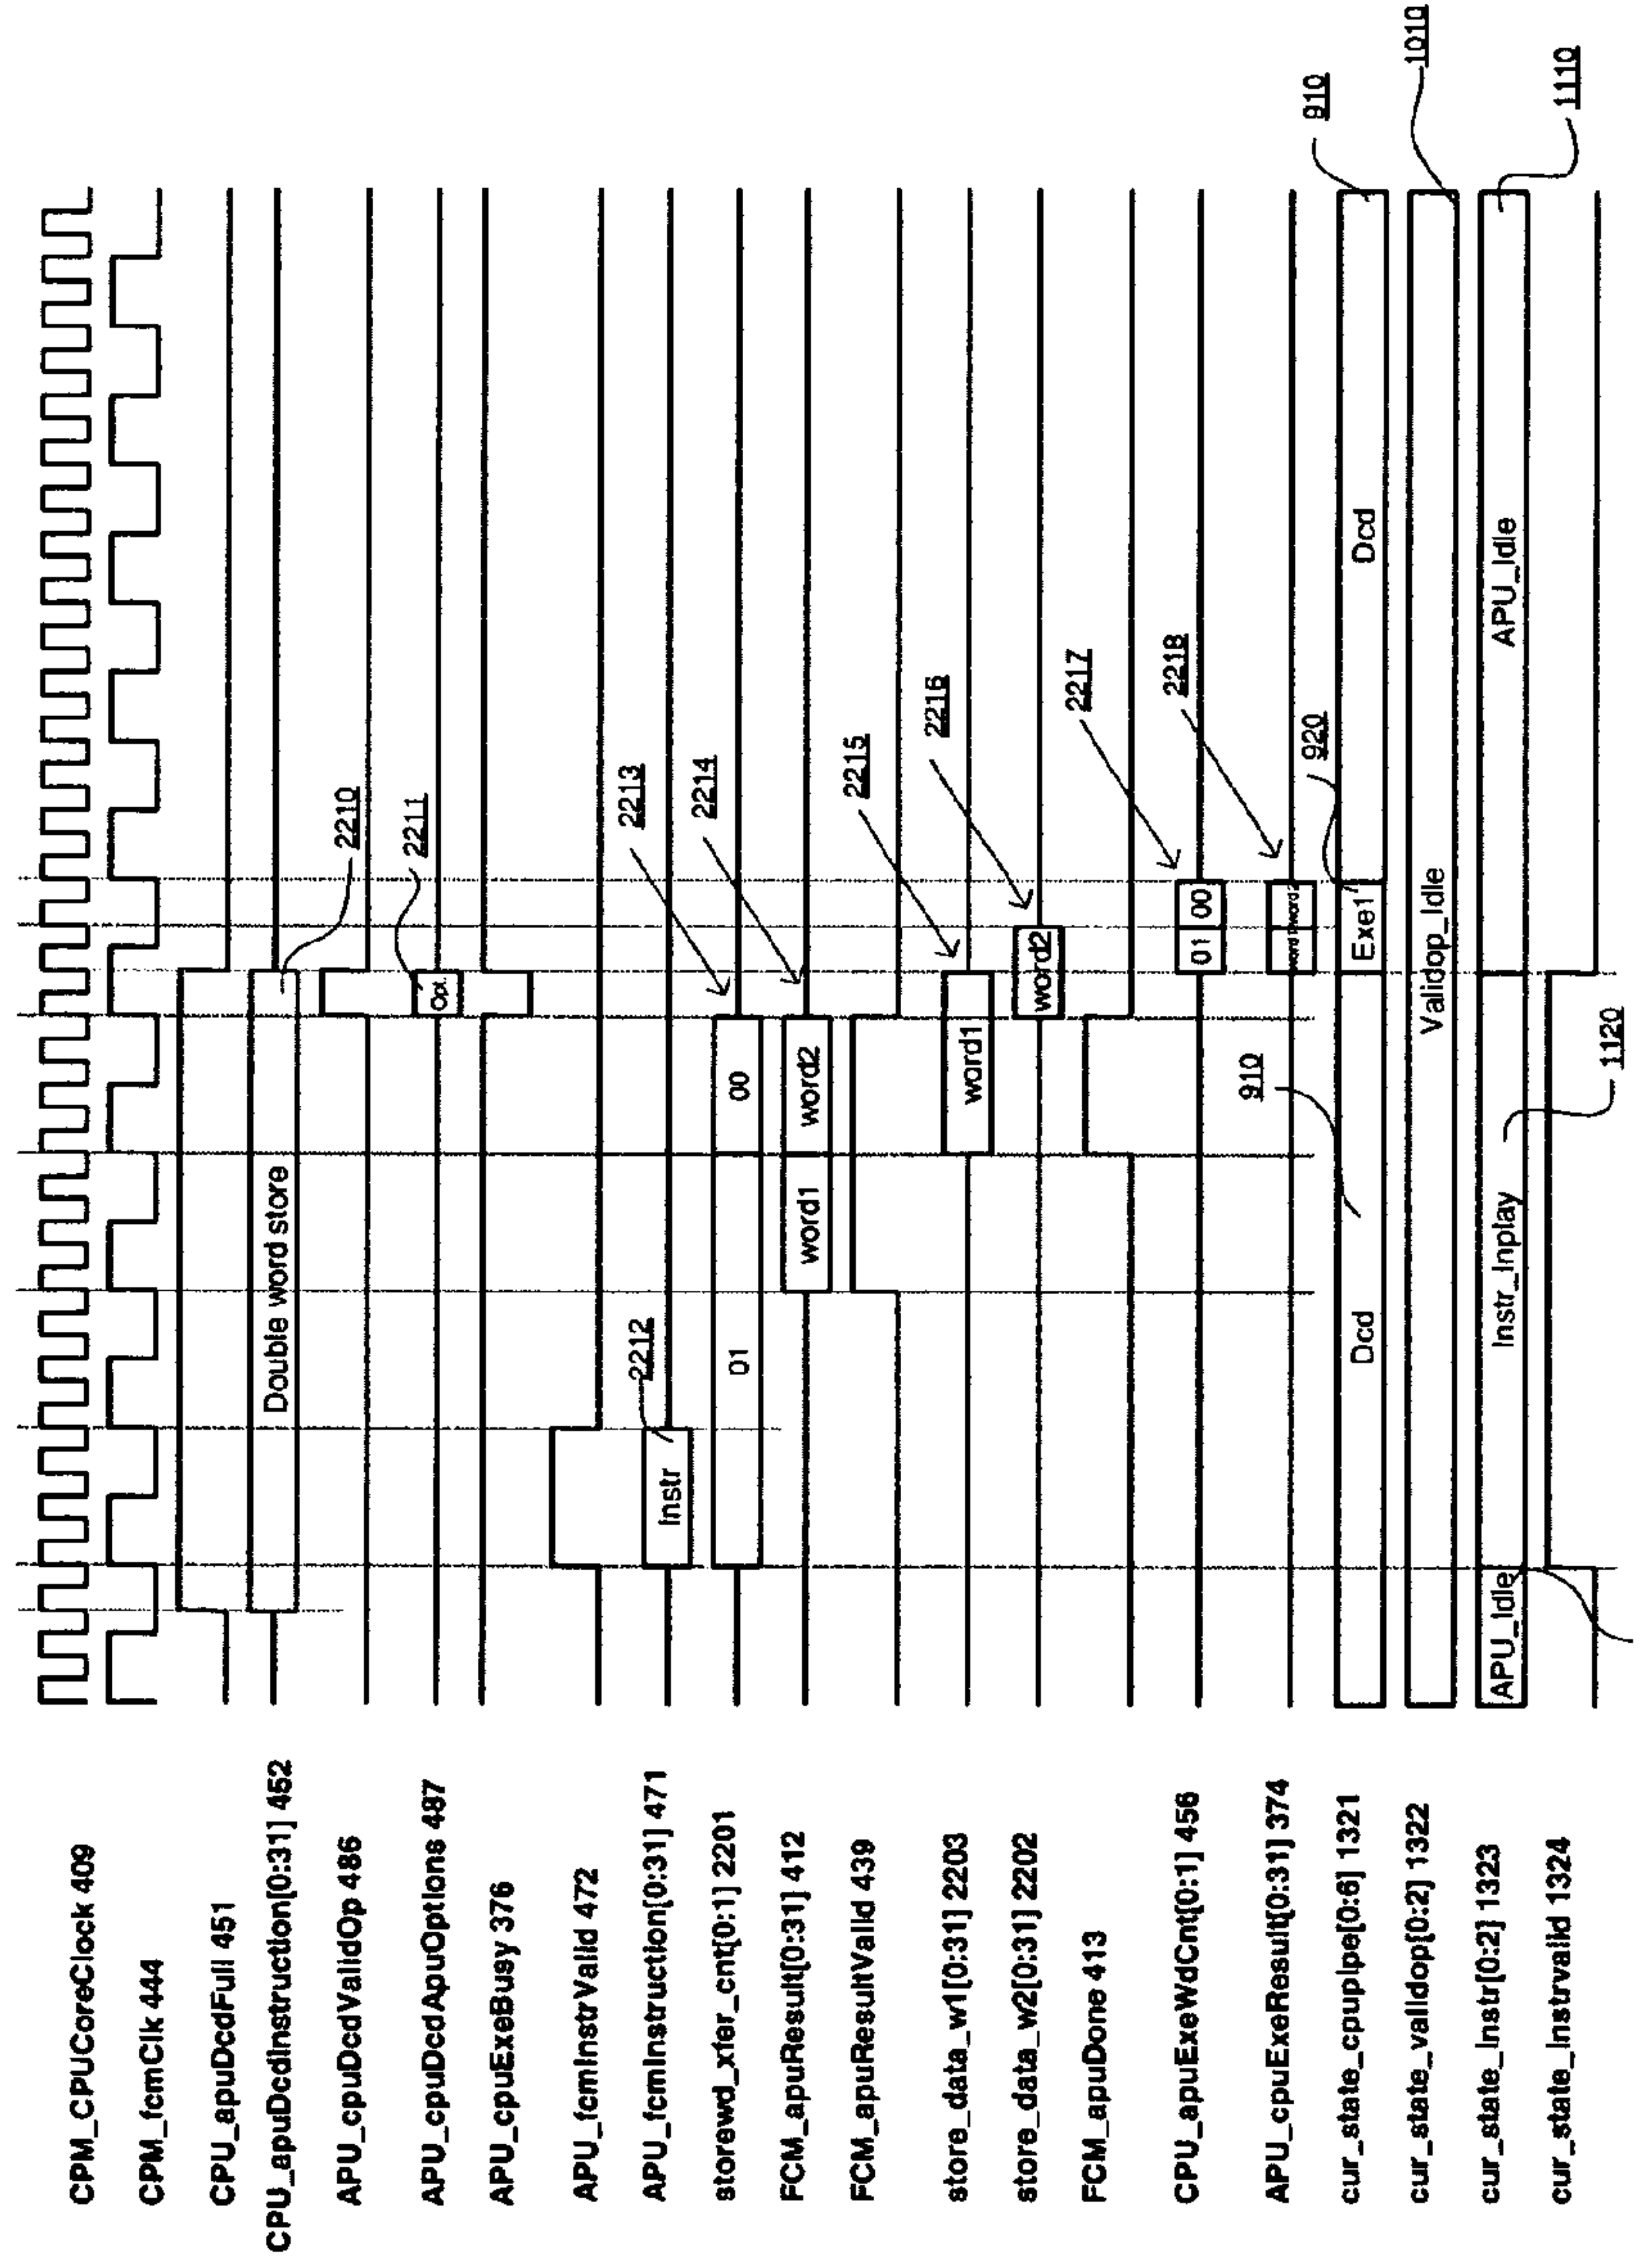 CPM_CPUCoreClock 409
CPM_fcmClk 444
CPU_apuDcdFull 451
CPU_apuDcdInstruction[0:31] 452 Double word store 2210
APU_cpuDcdValidOp 486
APU_cpuDcdApuOptions 487 Opt. 2211
APU_cpuExeBusy 376
APU_fcmInstrValid 472
APU_fcmInstruction[0:31] 471 Instr 2212
storewd_xfer_cnt[0:1] 2201 01 00 2213
FCM_apuResult[0:31] 412 word1 word2 2214
FCM_apuResultValid 439
store_data_w1[0:31] 2203 word1 2215
store_data_w2[0:31] 2202 word2 2216
FCM_apuDone 413
CPU_apuExeWdCnt[0:1] 456 01 00 2217
APU_cpuExeResult[0:31] 374 2218
cur_state_cpupipe[0:6] 1321 Dcd 910 Exe1 920 Dcd 910
cur_state_validop[0:2] 1322 Validop_Idle 1010
cur_state_Instr[0:2] 1323 APU_Idle Instr_Inplay 1120 APU_Idle 1110
cur_state_Instrvalid 1324